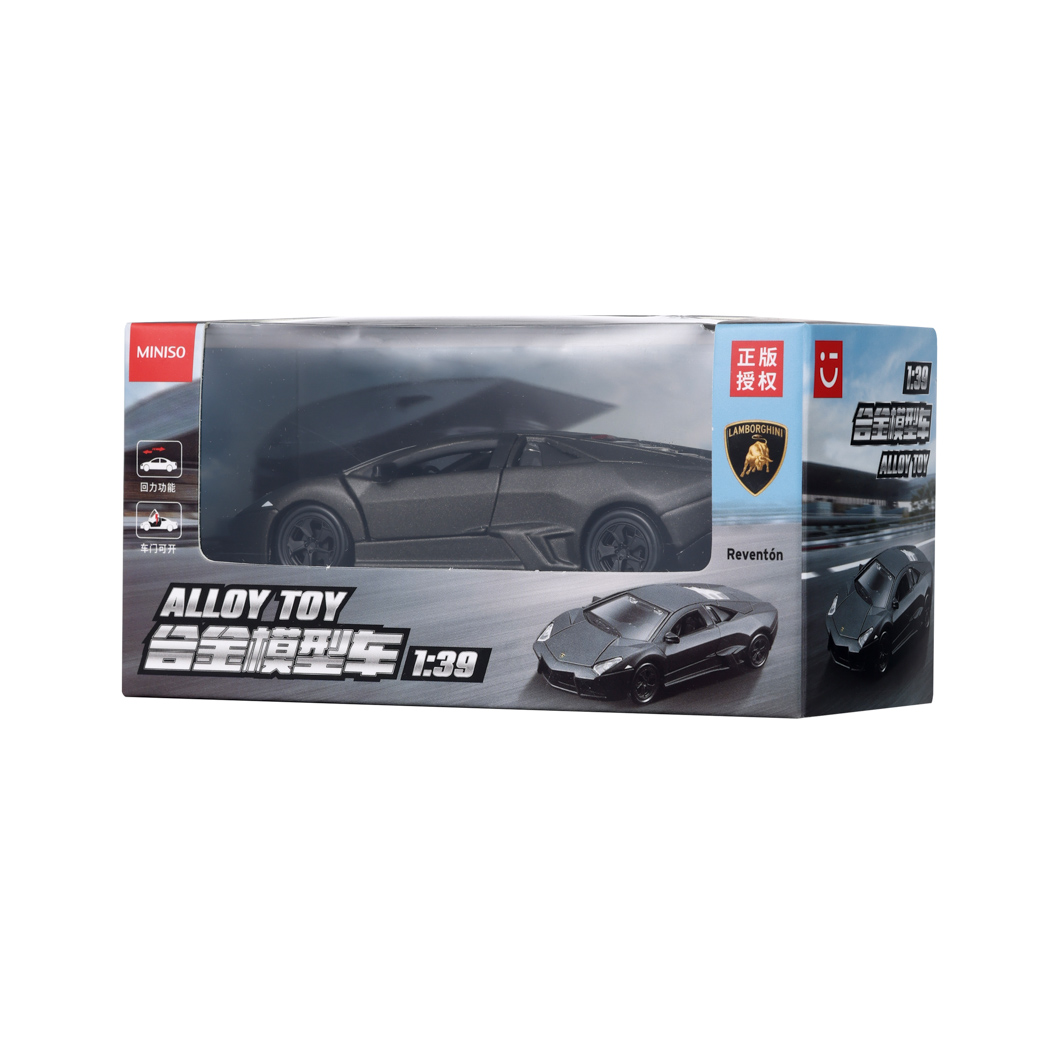 MINISO
回力功能
车门可开
ALLOY TOY
合金模型车 1:39
正版
授权
LAMBORGHINI
Reventón
1:39
合金模型车
ALLOY TOY